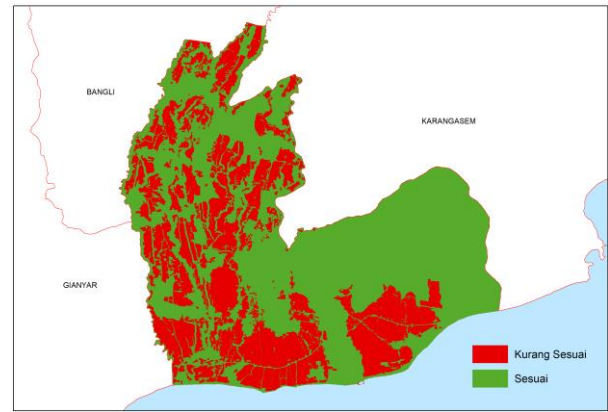 BANGLI
KARANGASEM
GIANYAR
Kurang Sesuai
Sesuai